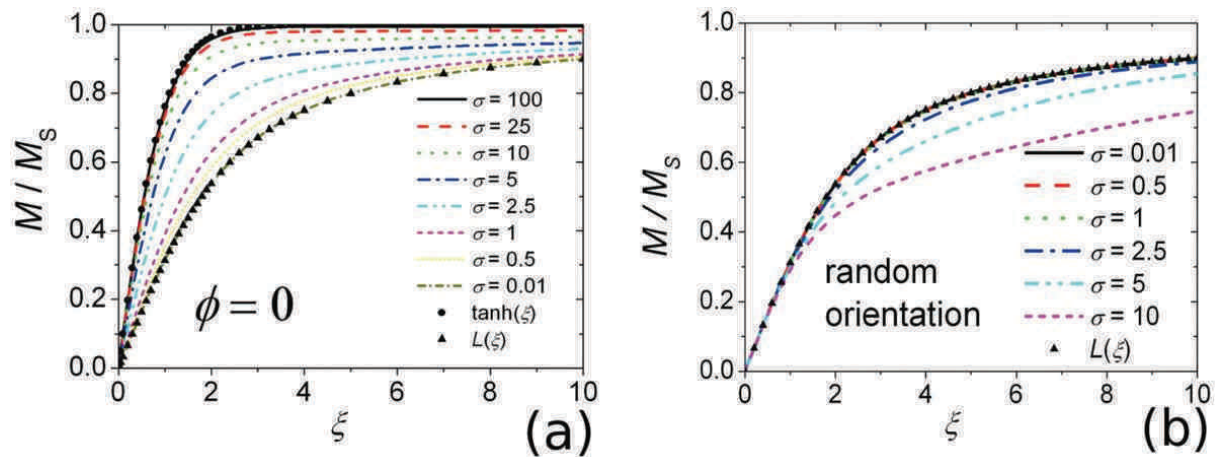 M / M_S
1.0
0.8
0.6
0.4
0.2
0.0
0
2
4
6
8
10
ξ
ϕ = 0
σ = 100
σ = 25
σ = 10
σ = 5
σ = 2.5
σ = 1
σ = 0.5
σ = 0.01
tanh(ξ)
L(ξ)
(a)
M / M_S
1.0
0.8
0.6
0.4
0.2
0.0
0
2
4
6
8
10
ξ
random
orientation
σ = 0.01
σ = 0.5
σ = 1
σ = 2.5
σ = 5
σ = 10
L(ξ)
(b)